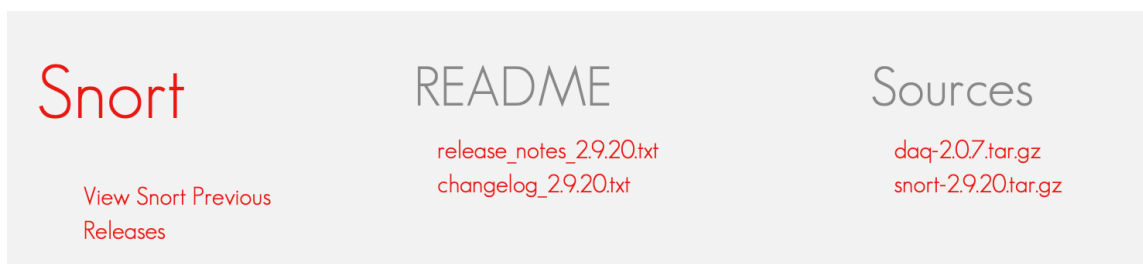 Snort
View Snort Previous
Releases
README
release_notes_2.9.20.txt
changelog_2.9.20.txt
Sources
daq-2.0.7.tar.gz
snort-2.9.20.tar.gz